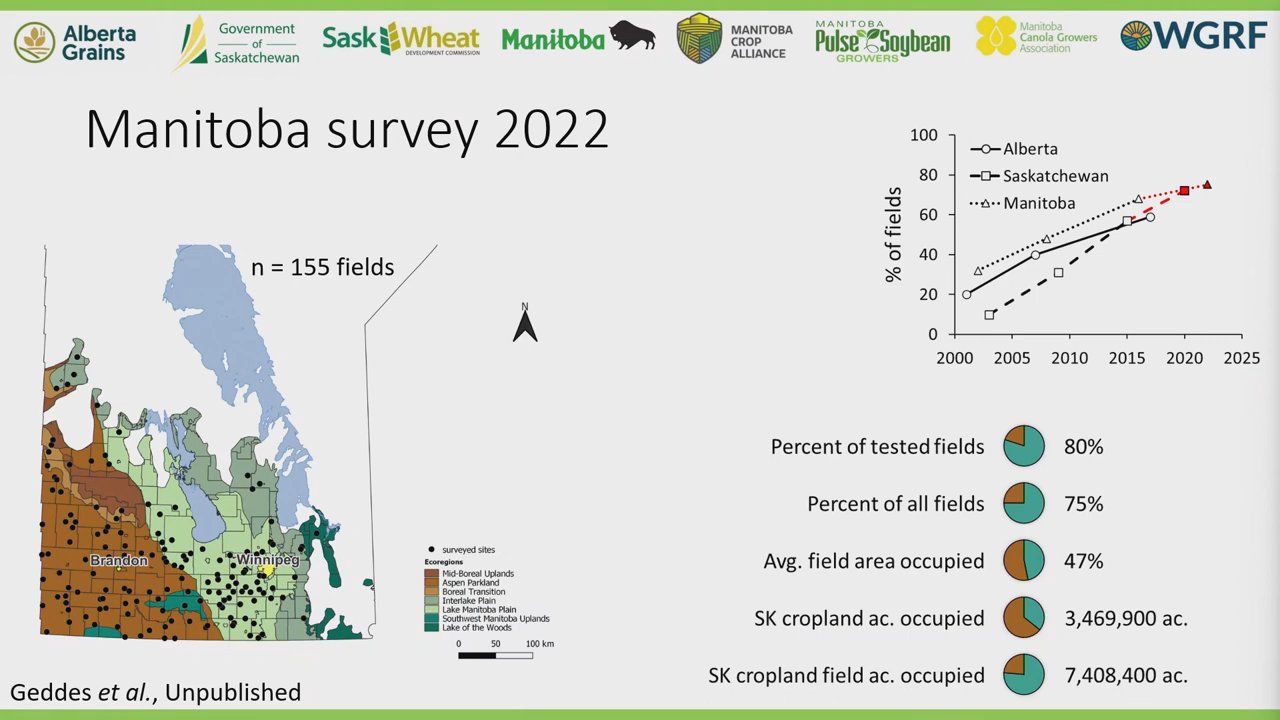 Alberta
Grains
Government
of
Saskatchewan
SaskWheat
DEVELOPMENT COMMISSION
Manitoba
MANITOBA
CROP
ALLIANCE
MANITOBA
Pulse Soybean
GROWERS
Manitoba
Canola Growers
Association
WGRF
Manitoba survey 2022
n = 155 fields
N
Brandon
Winnipeg
surveyed sites
Ecoregions
Mid-Boreal Uplands
Aspen Parkland
Boreal Transition
Interlake Plain
Lake Manitoba Plain
Southwest Manitoba Uplands
Lake of the Woods
0 50 100 km
Geddes et al., Unpublished
% of fields
100
80
60
40
20
0
Alberta
Saskatchewan
Manitoba
2000 2005 2010 2015 2020 2025
Percent of tested fields 80%
Percent of all fields 75%
Avg. field area occupied 47%
SK cropland ac. occupied 3,469,900 ac.
SK cropland field ac. occupied 7,408,400 ac.